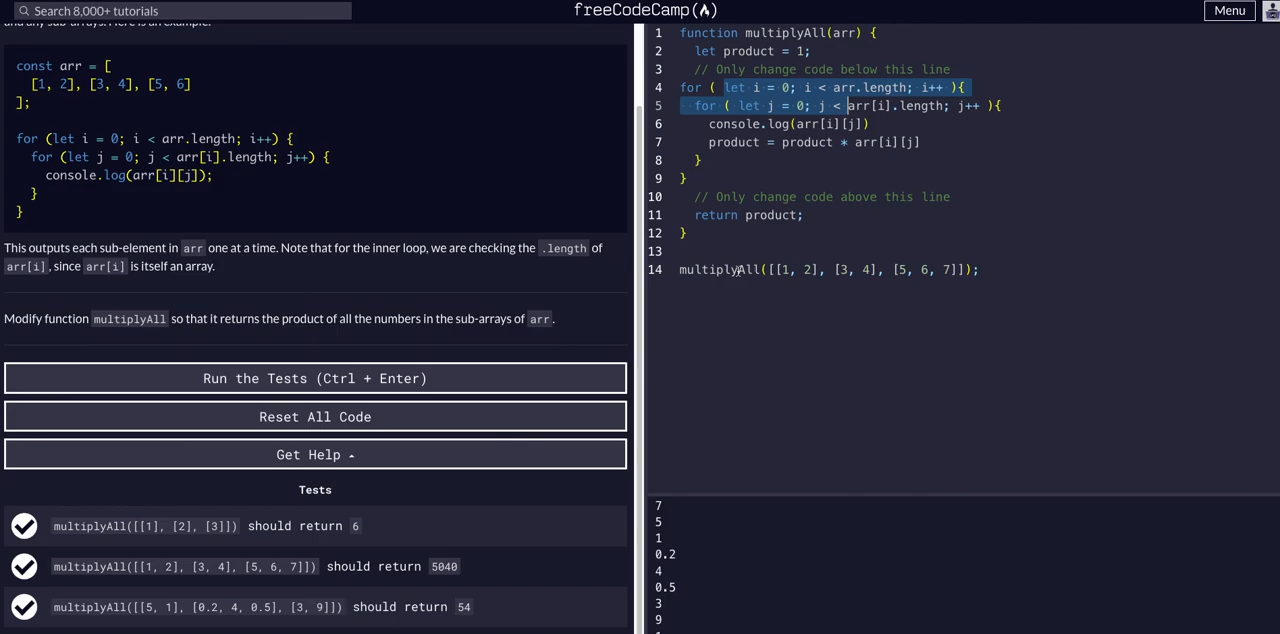 Search 8,000+ tutorials
freeCodeCamp
Menu
and any sub-arrays. Here is an example:
const arr = [
[1, 2], [3, 4], [5, 6]
];
for (let i = 0; i < arr.length; i++) {
for (let j = 0; j < arr[i].length; j++) {
console.log(arr[i][j]);
}
}
This outputs each sub-element in arr one at a time. Note that for the inner loop, we are checking the .length of
arr[i], since arr[i] is itself an array.
Modify function multiplyAll so that it returns the product of all the numbers in the sub-arrays of arr.
Run the Tests (Ctrl + Enter)
Reset All Code
Get Help
Tests
multiplyAll([[1], [2], [3]]) should return 6
multiplyAll([[1, 2], [3, 4], [5, 6, 7]]) should return 5040
multiplyAll([[5, 1], [0.2, 4, 0.5], [3, 9]]) should return 54
1 function multiplyAll(arr) {
2 let product = 1;
3 // Only change code below this line
4 for ( let i = 0; i < arr.length; i++ ){
5 for ( let j = 0; j < arr[i].length; j++ ){
6 console.log(arr[i][j])
7 product = product * arr[i][j]
8 }
9 }
10 // Only change code above this line
11 return product;
12 }
13
14 multiplyAll([[1, 2], [3, 4], [5, 6, 7]]);
7
5
1
0.2
4
0.5
3
9